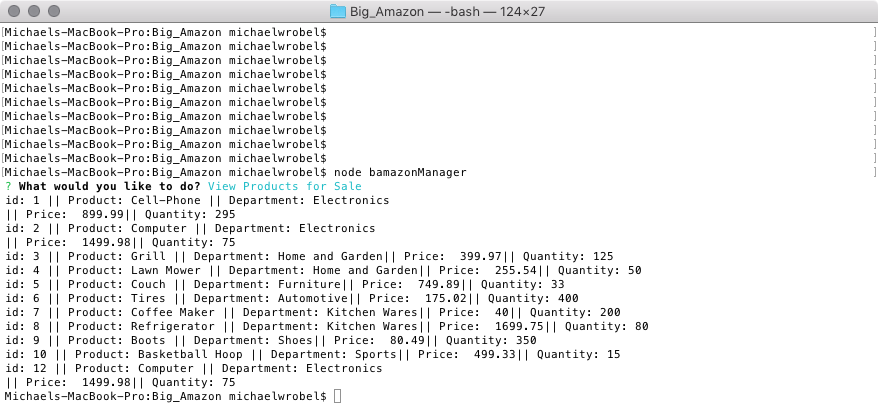 Big_Amazon — -bash — 124×27
Michaels-MacBook-Pro:Big_Amazon michaelwrobel$
Michaels-MacBook-Pro:Big_Amazon michaelwrobel$
Michaels-MacBook-Pro:Big_Amazon michaelwrobel$
Michaels-MacBook-Pro:Big_Amazon michaelwrobel$
Michaels-MacBook-Pro:Big_Amazon michaelwrobel$
Michaels-MacBook-Pro:Big_Amazon michaelwrobel$
Michaels-MacBook-Pro:Big_Amazon michaelwrobel$
Michaels-MacBook-Pro:Big_Amazon michaelwrobel$
Michaels-MacBook-Pro:Big_Amazon michaelwrobel$
Michaels-MacBook-Pro:Big_Amazon michaelwrobel$
Michaels-MacBook-Pro:Big_Amazon michaelwrobel$ node bamazonManager
? What would you like to do? View Products for Sale
id: 1 || Product: Cell-Phone || Department: Electronics
|| Price:  899.99|| Quantity: 295
id: 2 || Product: Computer || Department: Electronics
|| Price:  1499.98|| Quantity: 75
id: 3 || Product: Grill || Department: Home and Garden|| Price:  399.97|| Quantity: 125
id: 4 || Product: Lawn Mower || Department: Home and Garden|| Price:  255.54|| Quantity: 50
id: 5 || Product: Couch || Department: Furniture|| Price:  749.89|| Quantity: 33
id: 6 || Product: Tires || Department: Automotive|| Price:  175.02|| Quantity: 400
id: 7 || Product: Coffee Maker || Department: Kitchen Wares|| Price:  40|| Quantity: 200
id: 8 || Product: Refrigerator || Department: Kitchen Wares|| Price:  1699.75|| Quantity: 80
id: 9 || Product: Boots || Department: Shoes|| Price:  80.49|| Quantity: 350
id: 10 || Product: Basketball Hoop || Department: Sports|| Price:  499.33|| Quantity: 15
id: 12 || Product: Computer || Department: Electronics
|| Price:  1499.98|| Quantity: 75
Michaels-MacBook-Pro:Big_Amazon michaelwrobel$